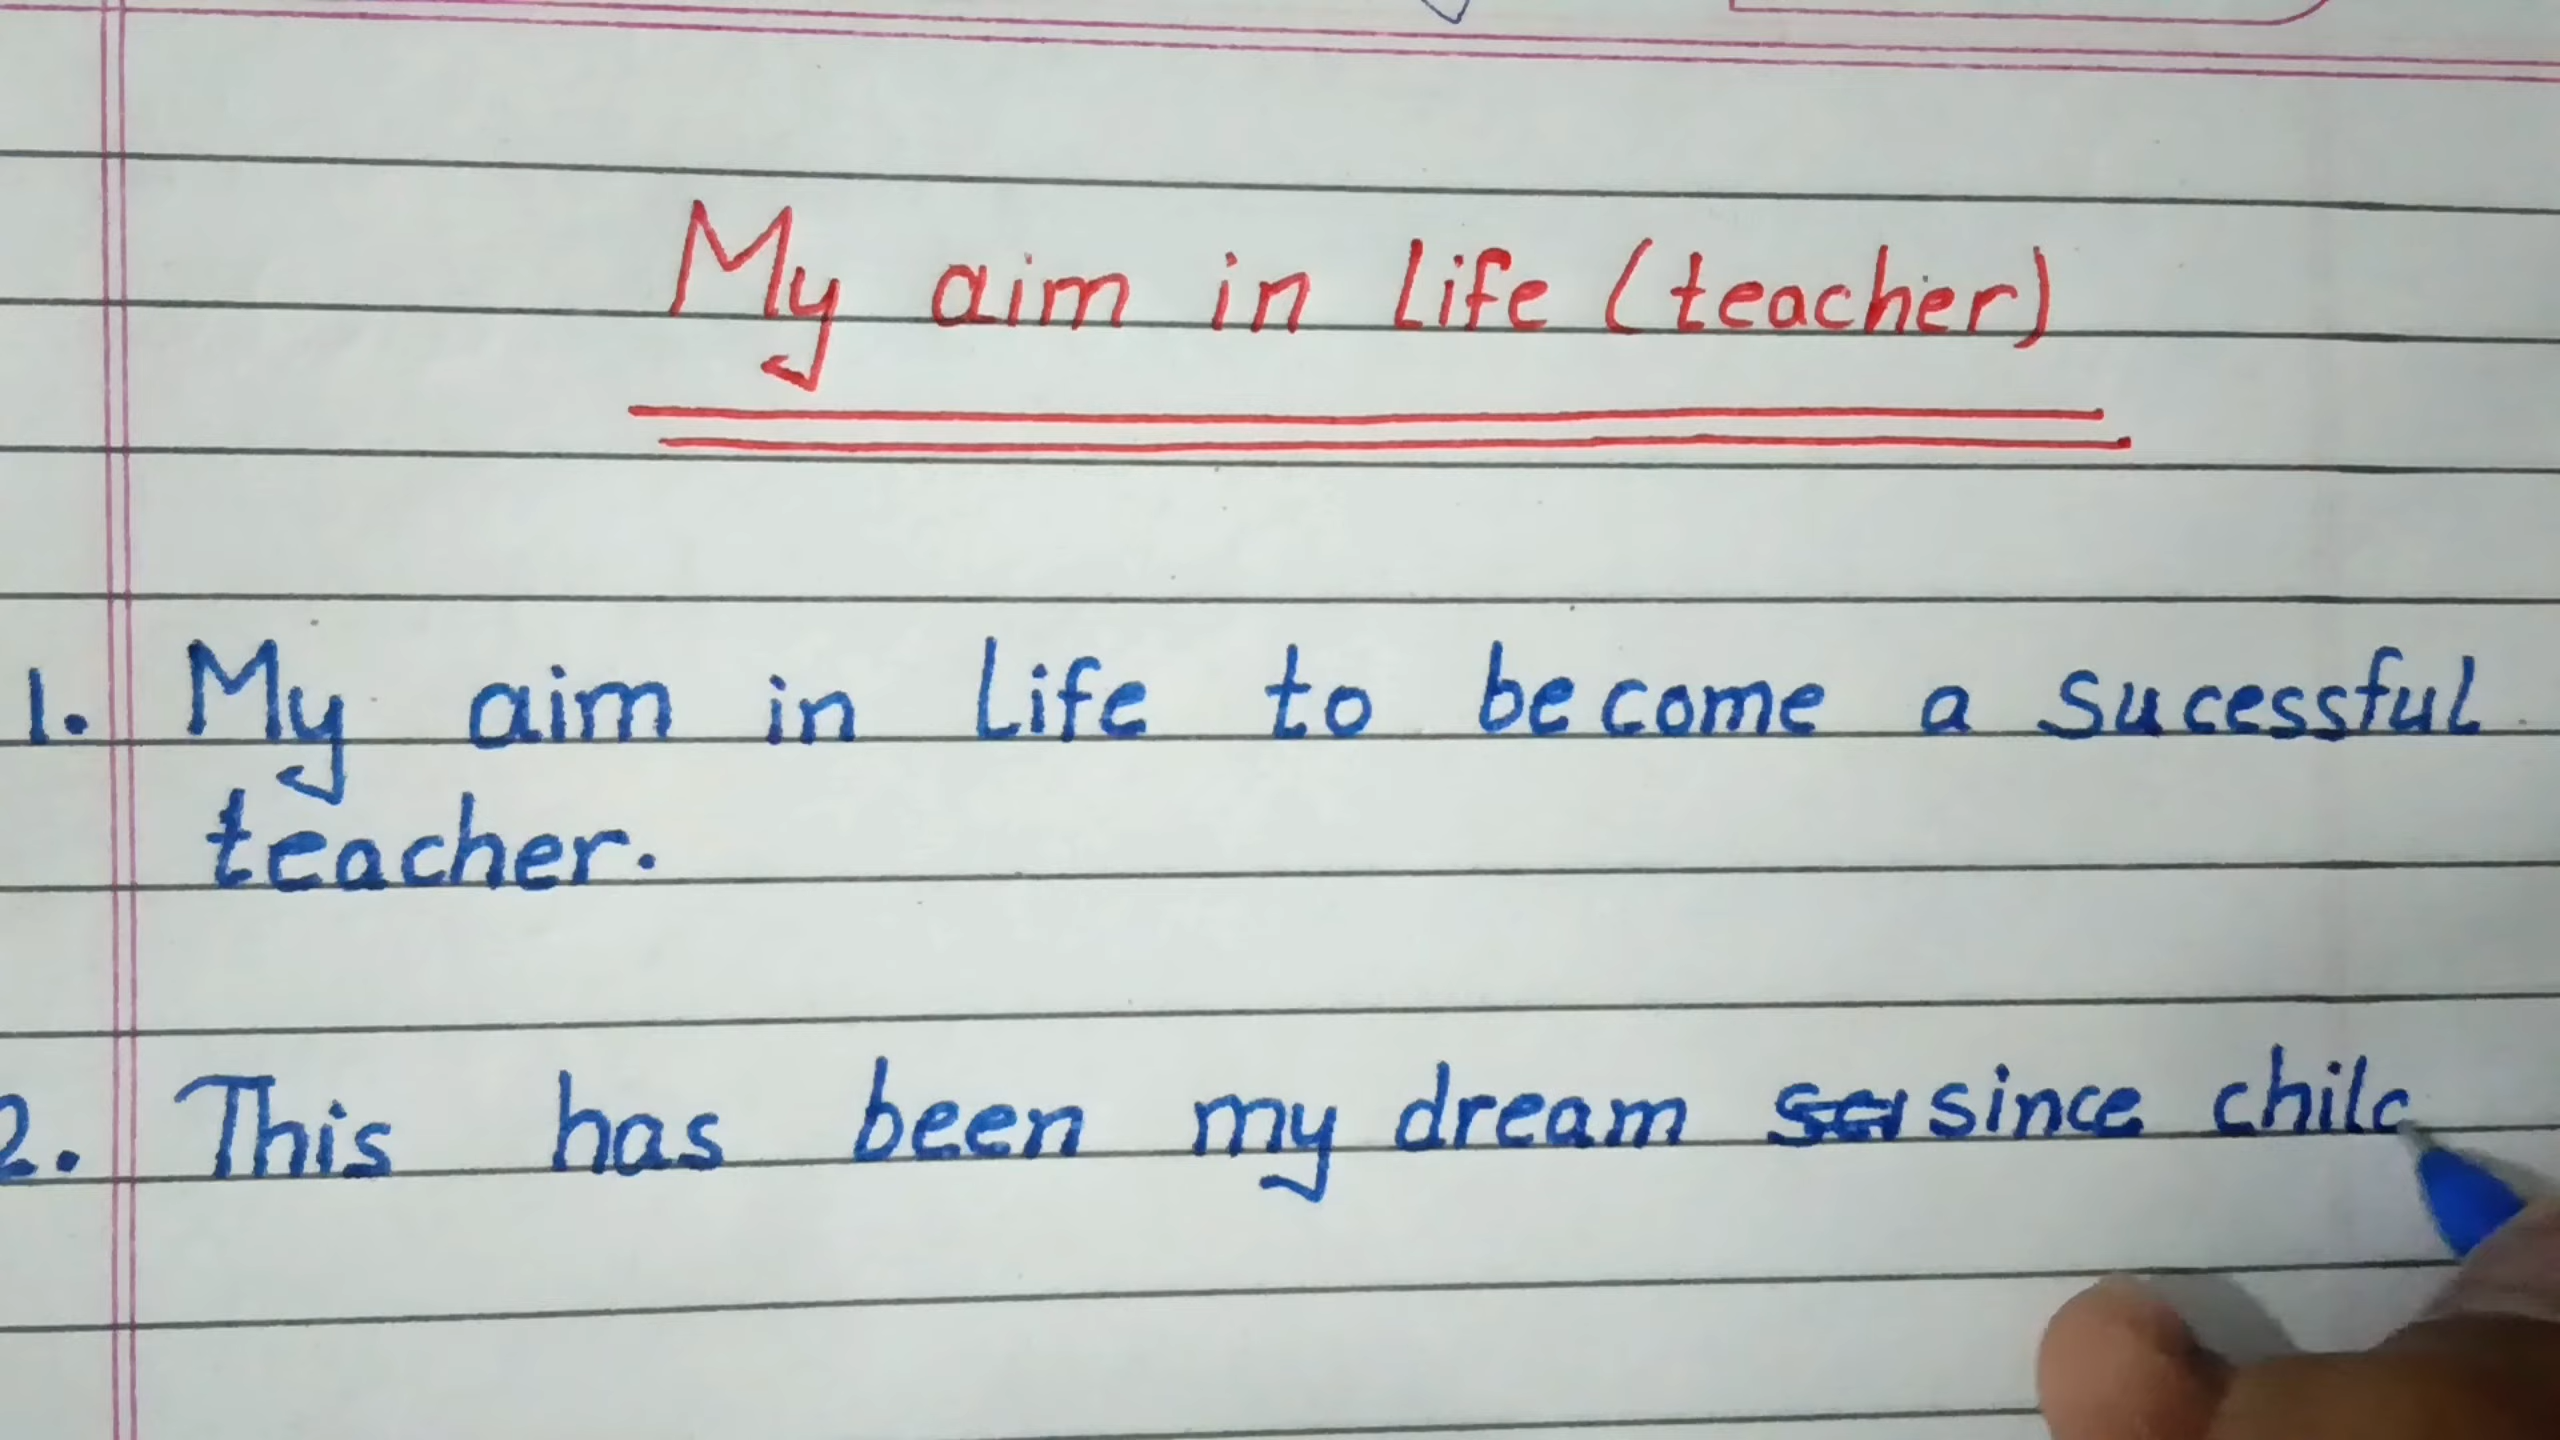 My aim in life (teacher)
1. My aim in life to become a sucessful
teacher.
2. This has been my dream since chilc